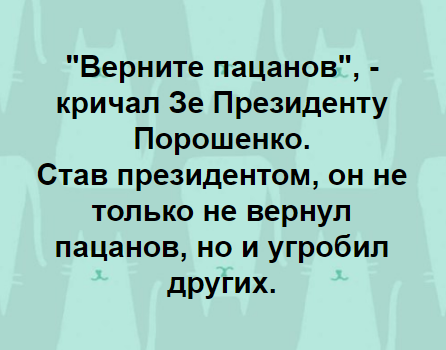 "Верните пацанов", -
кричал Зе Президенту
Порошенко.
Став президентом, он не
только не вернул
пацанов, но и угробил
других.